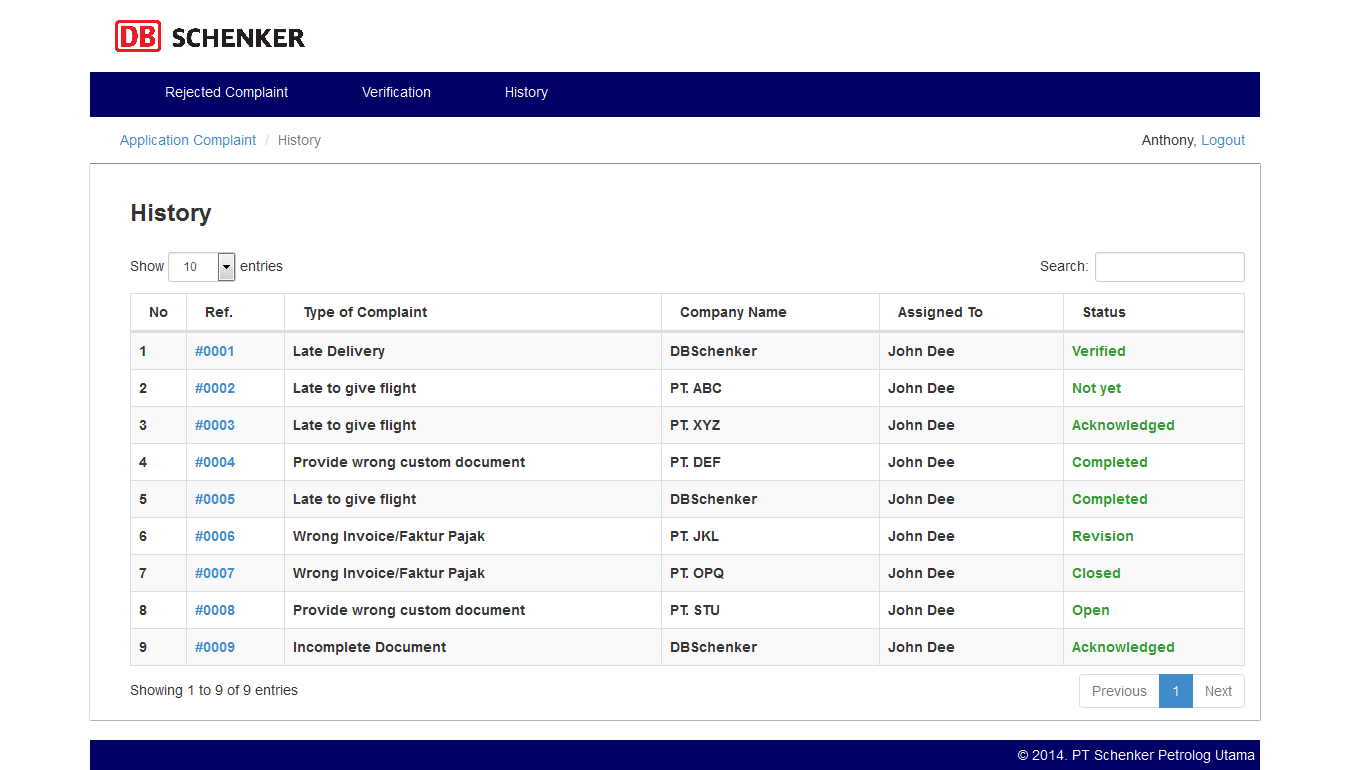 DB SCHENKER
Rejected Complaint Verification History
Application Complaint / History Anthony, Logout
History
Show 10 entries Search:
No Ref. Type of Complaint Company Name Assigned To Status
1 #0001 Late Delivery DBSchenker John Dee Verified
2 #0002 Late to give flight PT. ABC John Dee Not yet
3 #0003 Late to give flight PT. XYZ John Dee Acknowledged
4 #0004 Provide wrong custom document PT. DEF John Dee Completed
5 #0005 Late to give flight DBSchenker John Dee Completed
6 #0006 Wrong Invoice/Faktur Pajak PT. JKL John Dee Revision
7 #0007 Wrong Invoice/Faktur Pajak PT. OPQ John Dee Closed
8 #0008 Provide wrong custom document PT. STU John Dee Open
9 #0009 Incomplete Document DBSchenker John Dee Acknowledged
Showing 1 to 9 of 9 entries Previous 1 Next
© 2014. PT Schenker Petrolog Utama